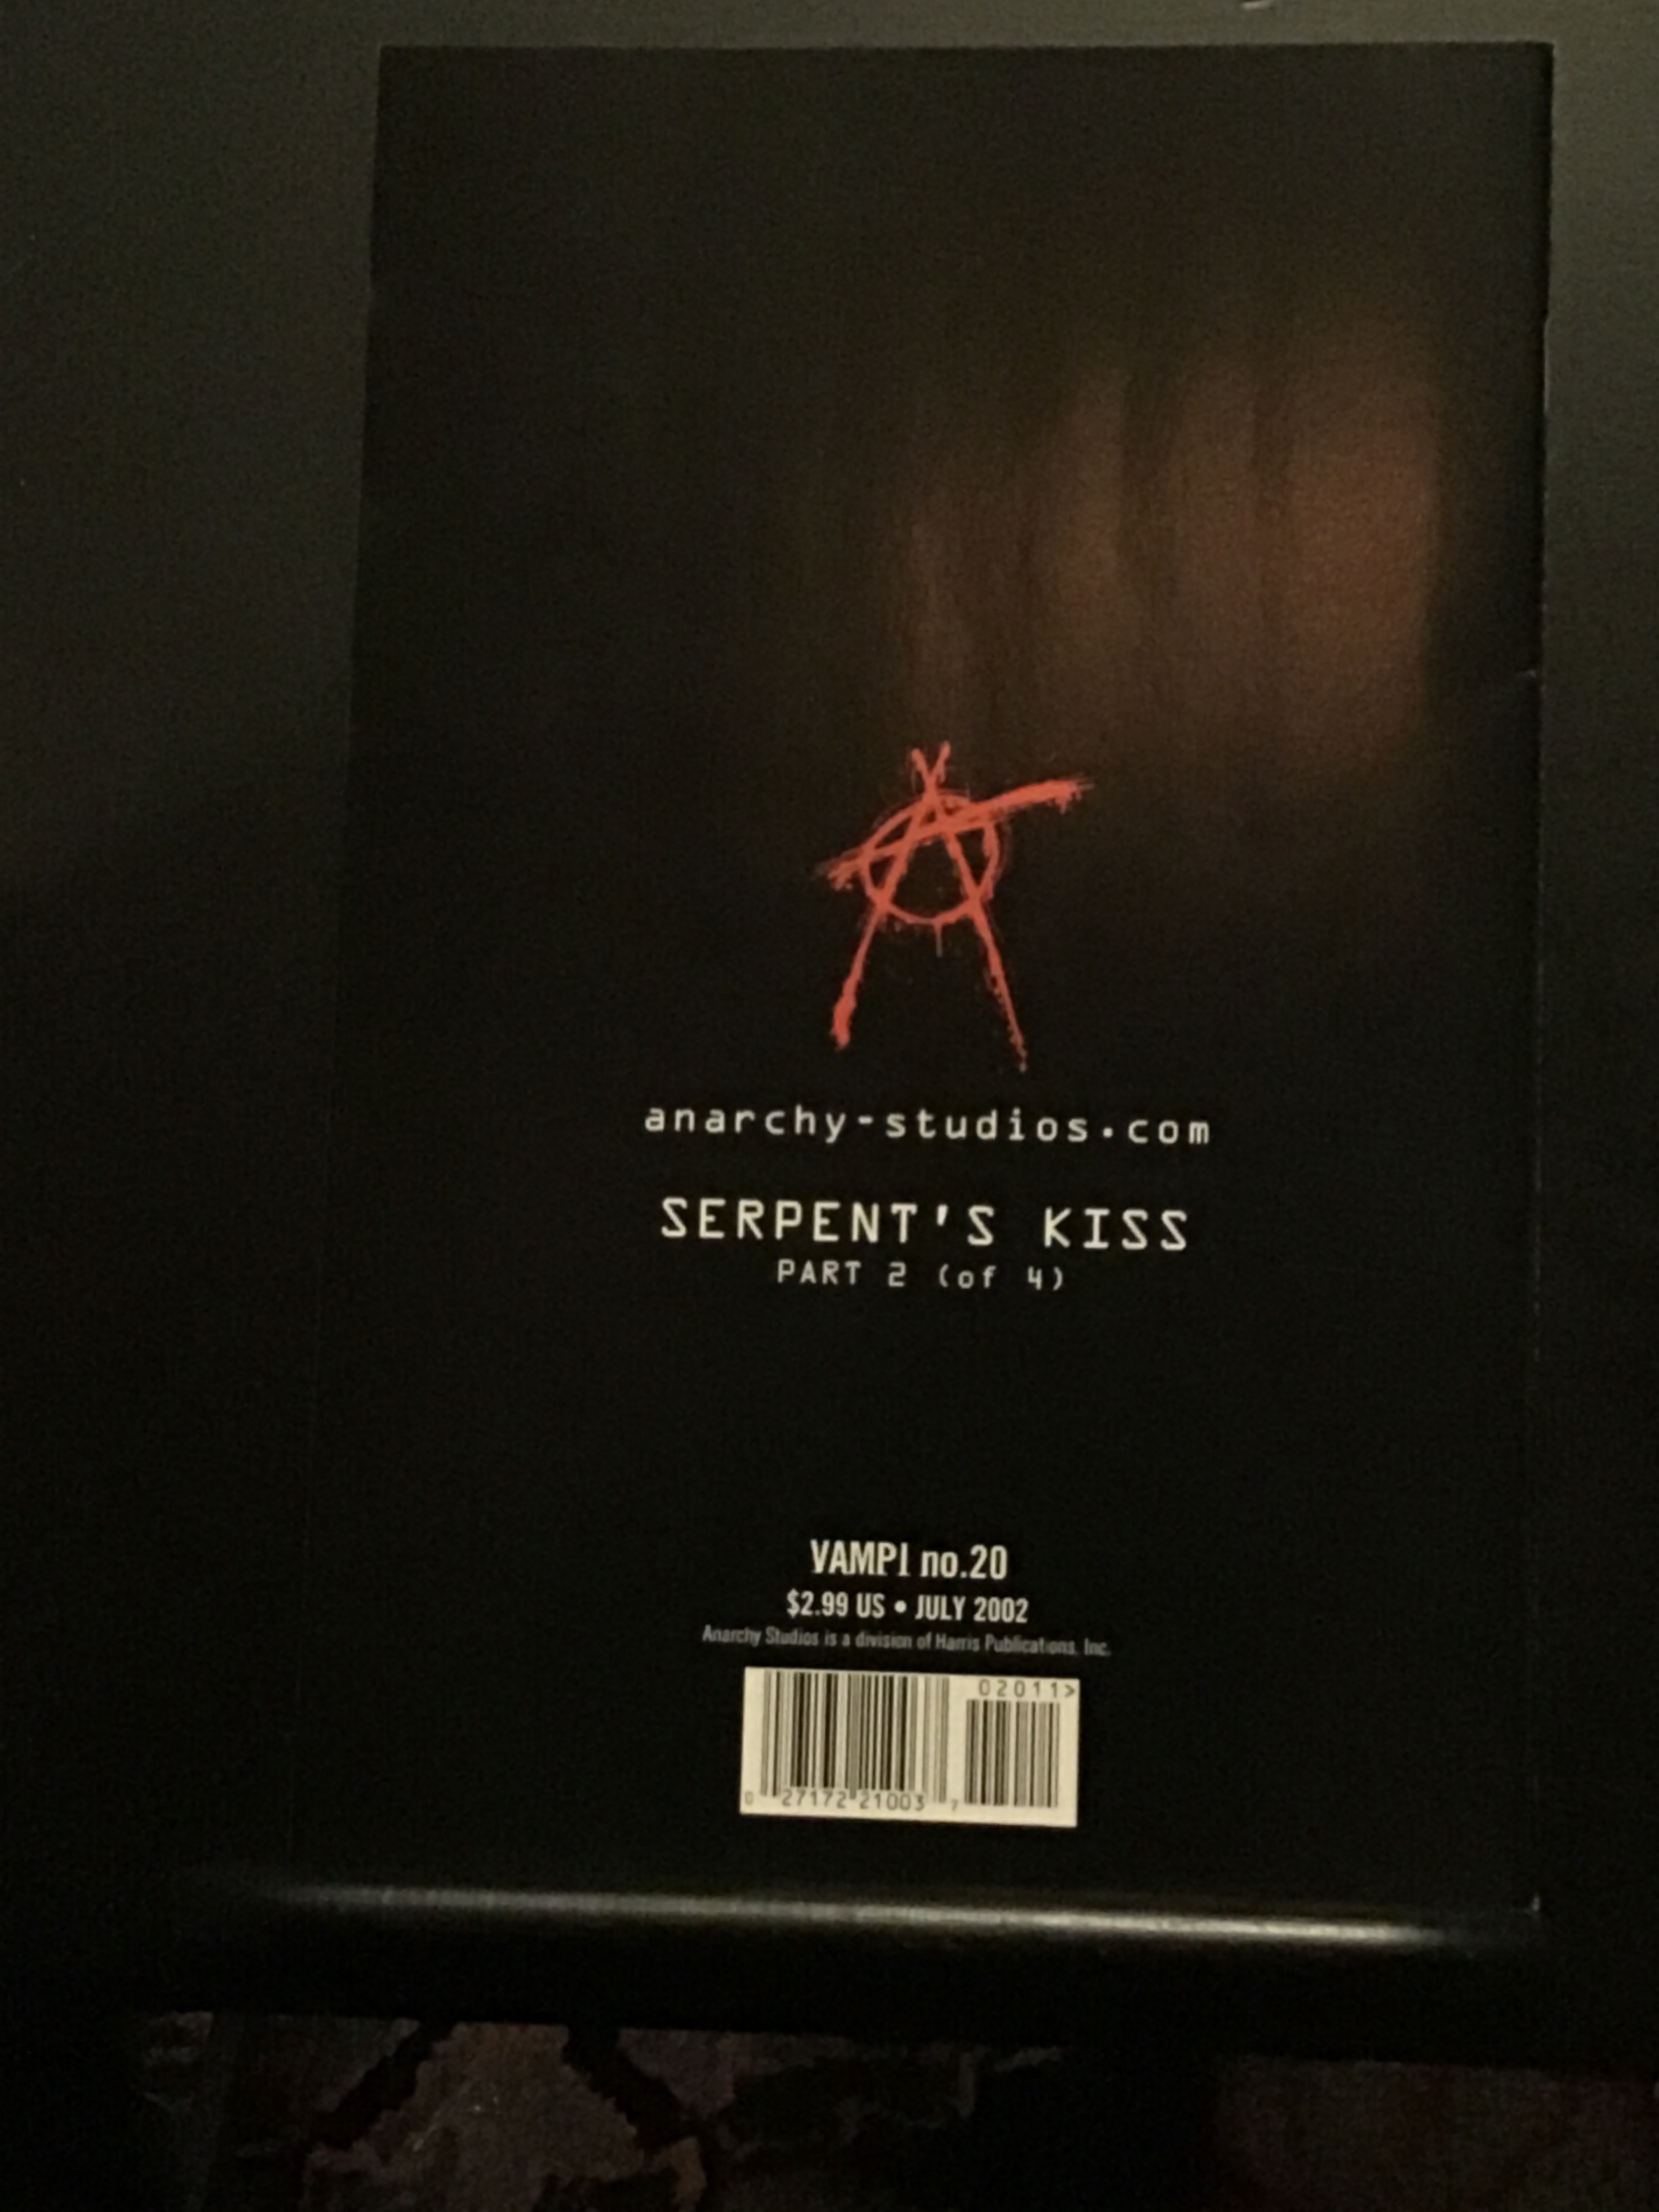 anarchy-studios.com
SERPENT'S KISS
PART 2 (of 4)
VAMPI no.20
$2.99 US • JULY 2002
Anarchy Studios is a division of Harris Publications, Inc.
02011>
0 27172 21003 7